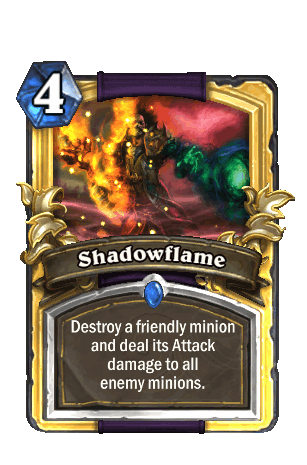 4
Shadowflame
Destroy a friendly minion
and deal its Attack
damage to all
enemy minions.